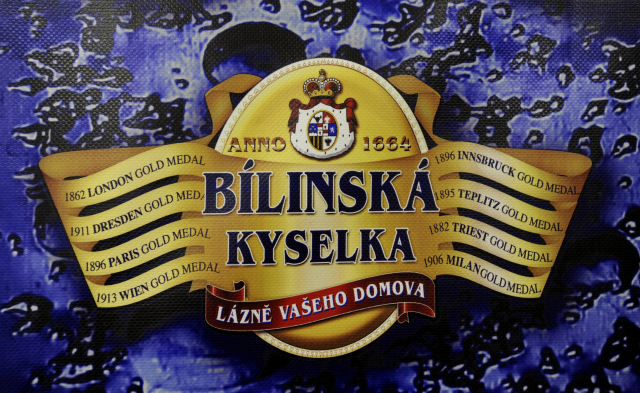 ANNO 1664
BÍLINSKÁ
KYSELKA
LÁZNĚ VAŠEHO DOMOVA
1862 LONDON GOLD MEDAL
1911 DRESDEN GOLD MEDAL
1896 PARIS GOLD MEDAL
1913 WIEN GOLD MEDAL
1896 INNSBRUCK GOLD MEDAL
1895 TEPLITZ GOLD MEDAL
1882 TRIEST GOLD MEDAL
1906 MILAN GOLD MEDAL